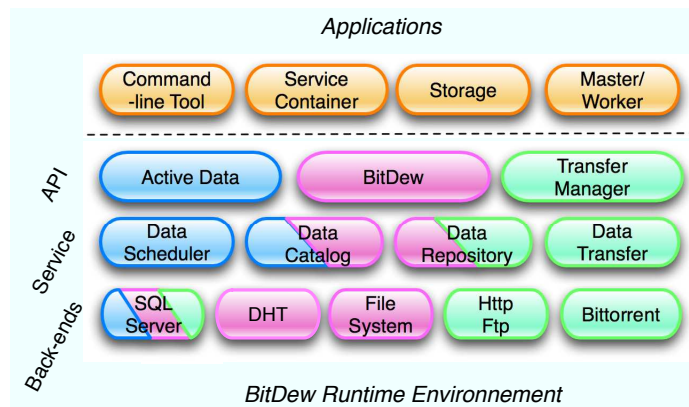 Applications
Command
-line Tool
Service
Container
Storage
Master/
Worker
API
Active Data
BitDew
Transfer
Manager
Service
Data
Scheduler
Data
Catalog
Data
Repository
Data
Transfer
Back-ends
SQL
Server
DHT
File
System
Http
Ftp
Bittorrent
BitDew Runtime Environnement